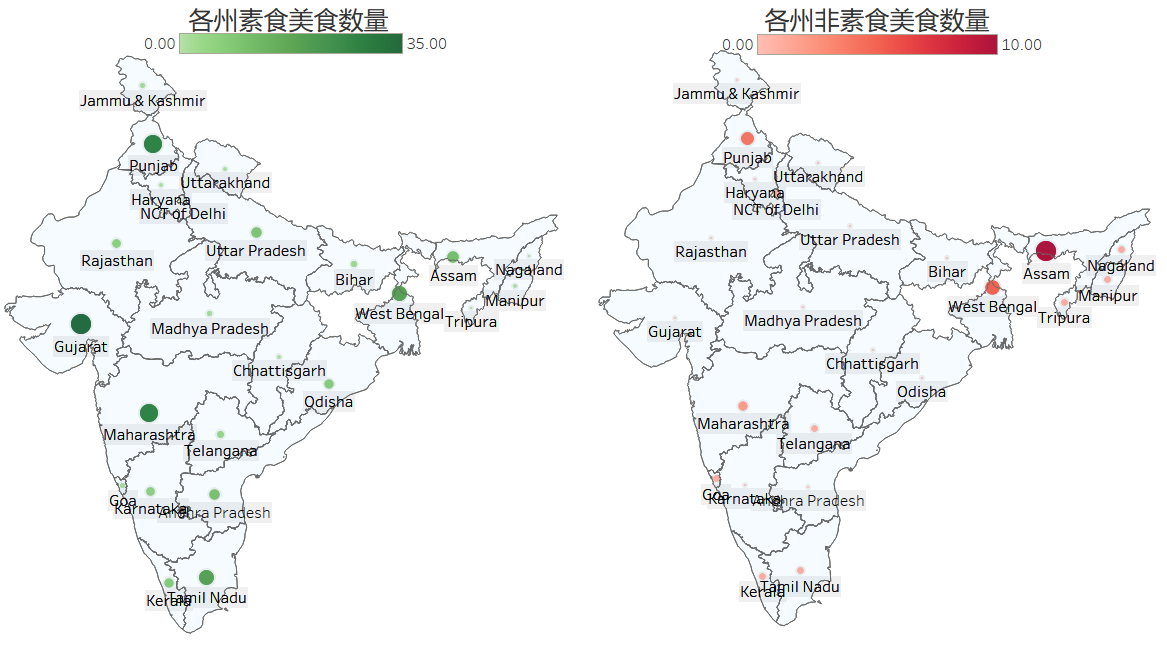 各州素食美食数量
0.00
35.00
Jammu & Kashmir
Punjab
Uttarakhand
Haryana
NCT of Delhi
Uttar Pradesh
Rajasthan
Bihar
Assam
Nagaland
Manipur
West Bengal
Tripura
Madhya Pradesh
Gujarat
Chhattisgarh
Odisha
Maharashtra
Telangana
Goa
Karnataka
Andhra Pradesh
Kerala
Tamil Nadu
各州非素食美食数量
0.00
10.00
Jammu & Kashmir
Punjab
Uttarakhand
Haryana
NCT of Delhi
Uttar Pradesh
Rajasthan
Bihar
Assam
Nagaland
Manipur
West Bengal
Tripura
Madhya Pradesh
Gujarat
Chhattisgarh
Odisha
Maharashtra
Telangana
Goa
Karnataka
Andhra Pradesh
Kerala
Tamil Nadu